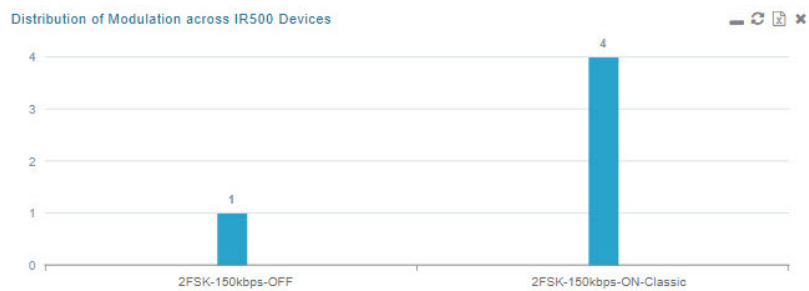 Distribution of Modulation across IR500 Devices
4
4
3
2
1
1
0
2FSK-150kbps-OFF
2FSK-150kbps-ON-Classic